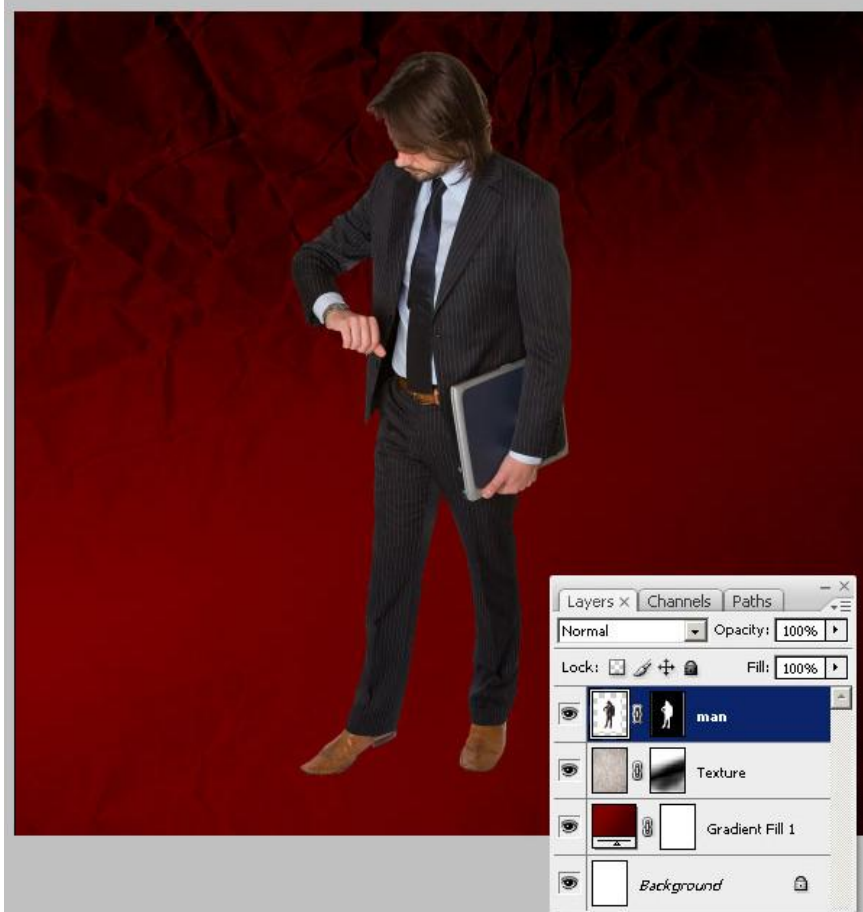 Layers × Channels Paths
Normal Opacity: 100%
Lock: Fill: 100%
man
Texture
Gradient Fill 1
Background